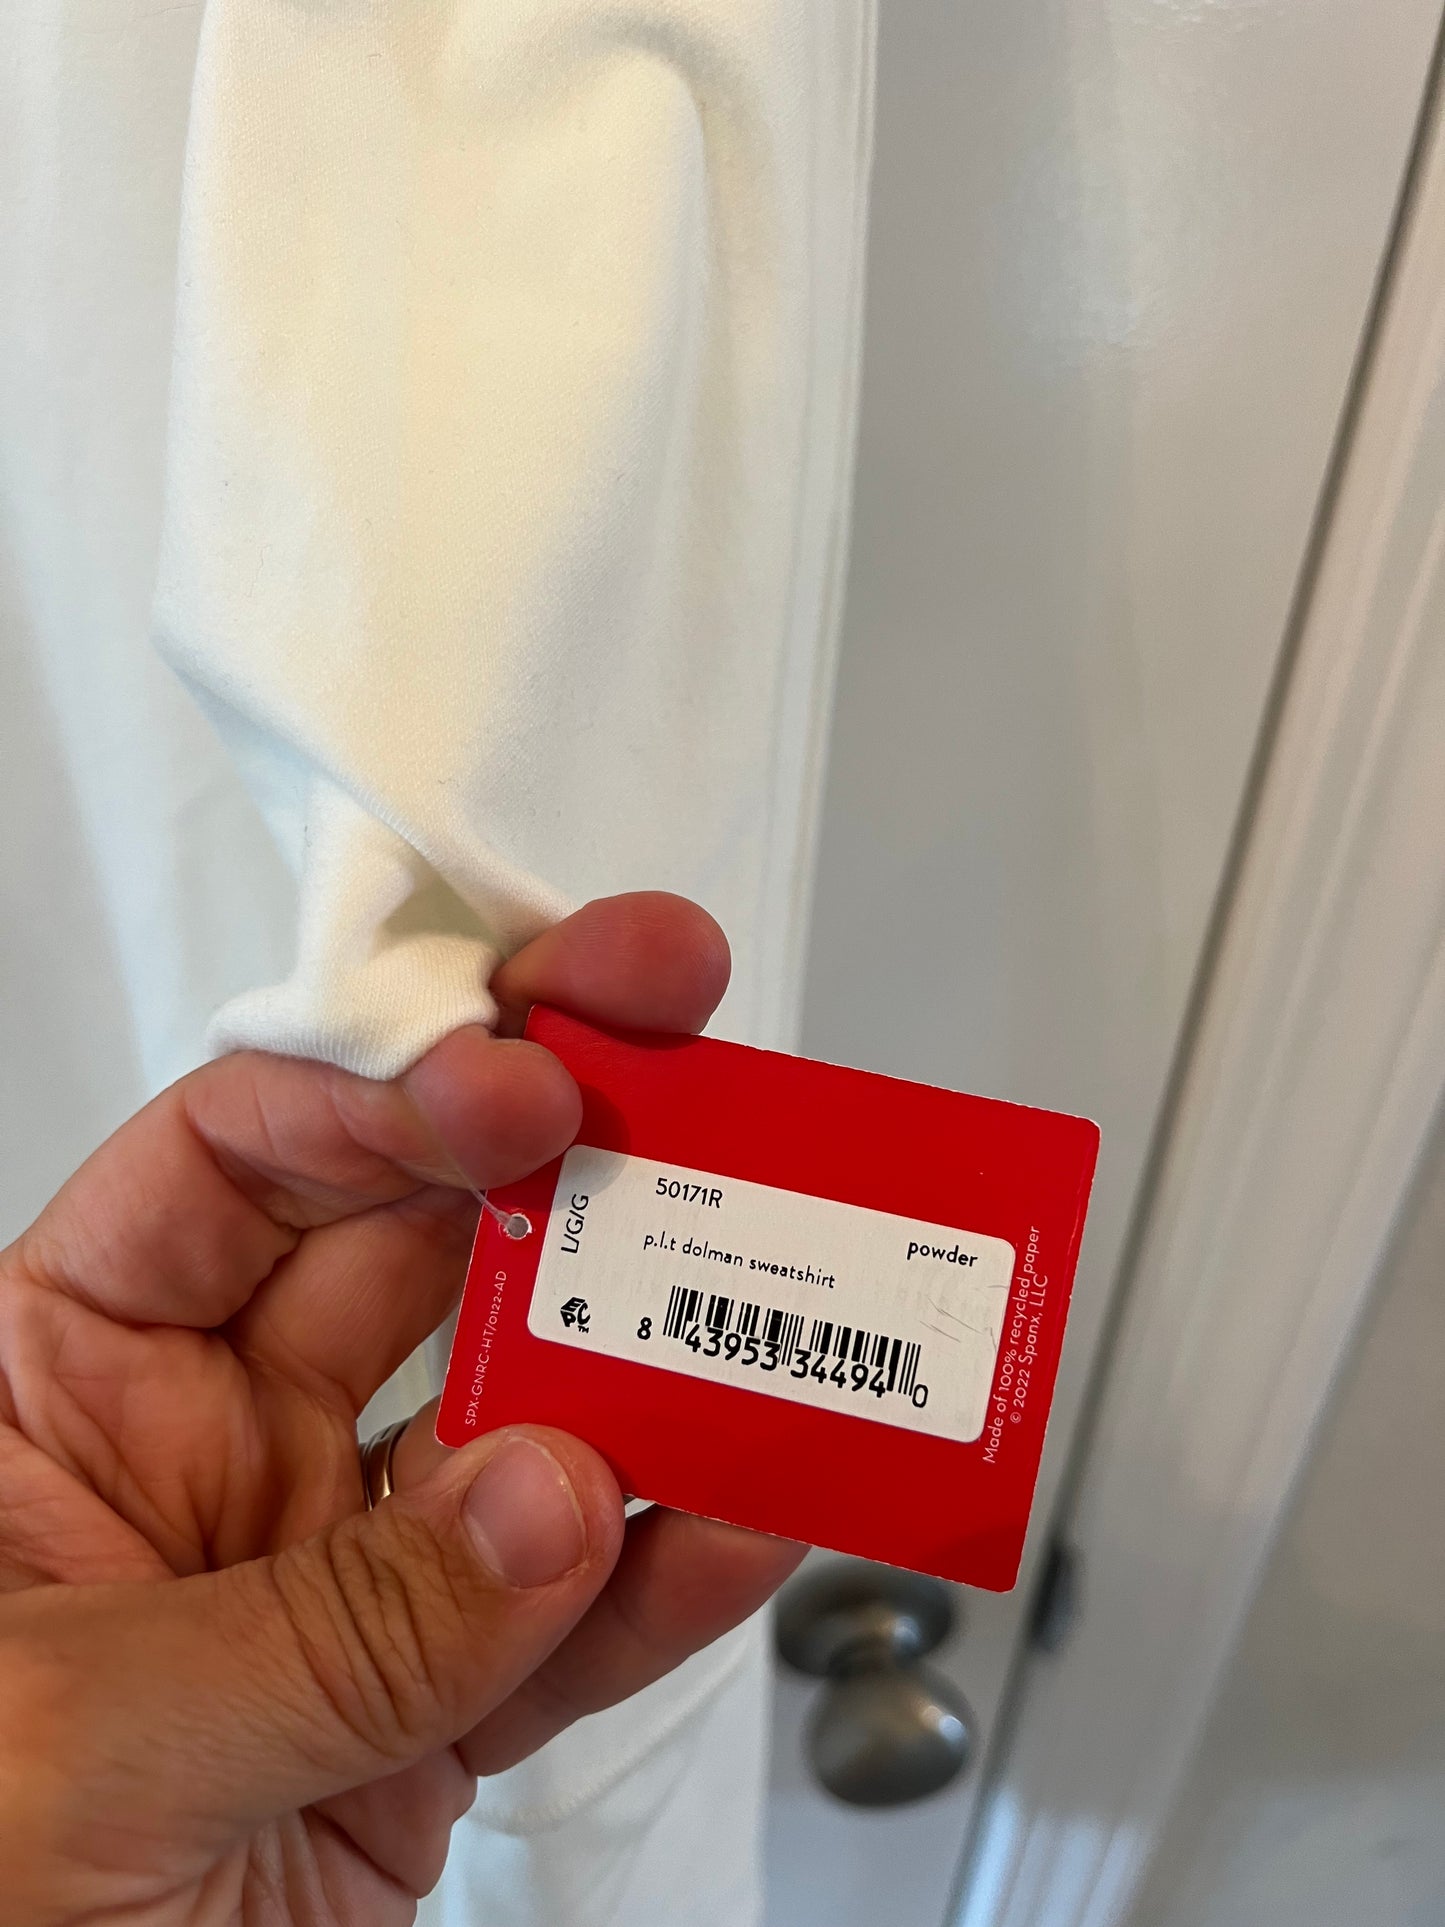 L/G/G
50171R
powder
p.l.t dolman sweatshirt
EPC™
8 43953 34494 0
SPX-GNRC-HT/0122-AD
Made of 100% recycled paper
© 2022 Spanx, LLC